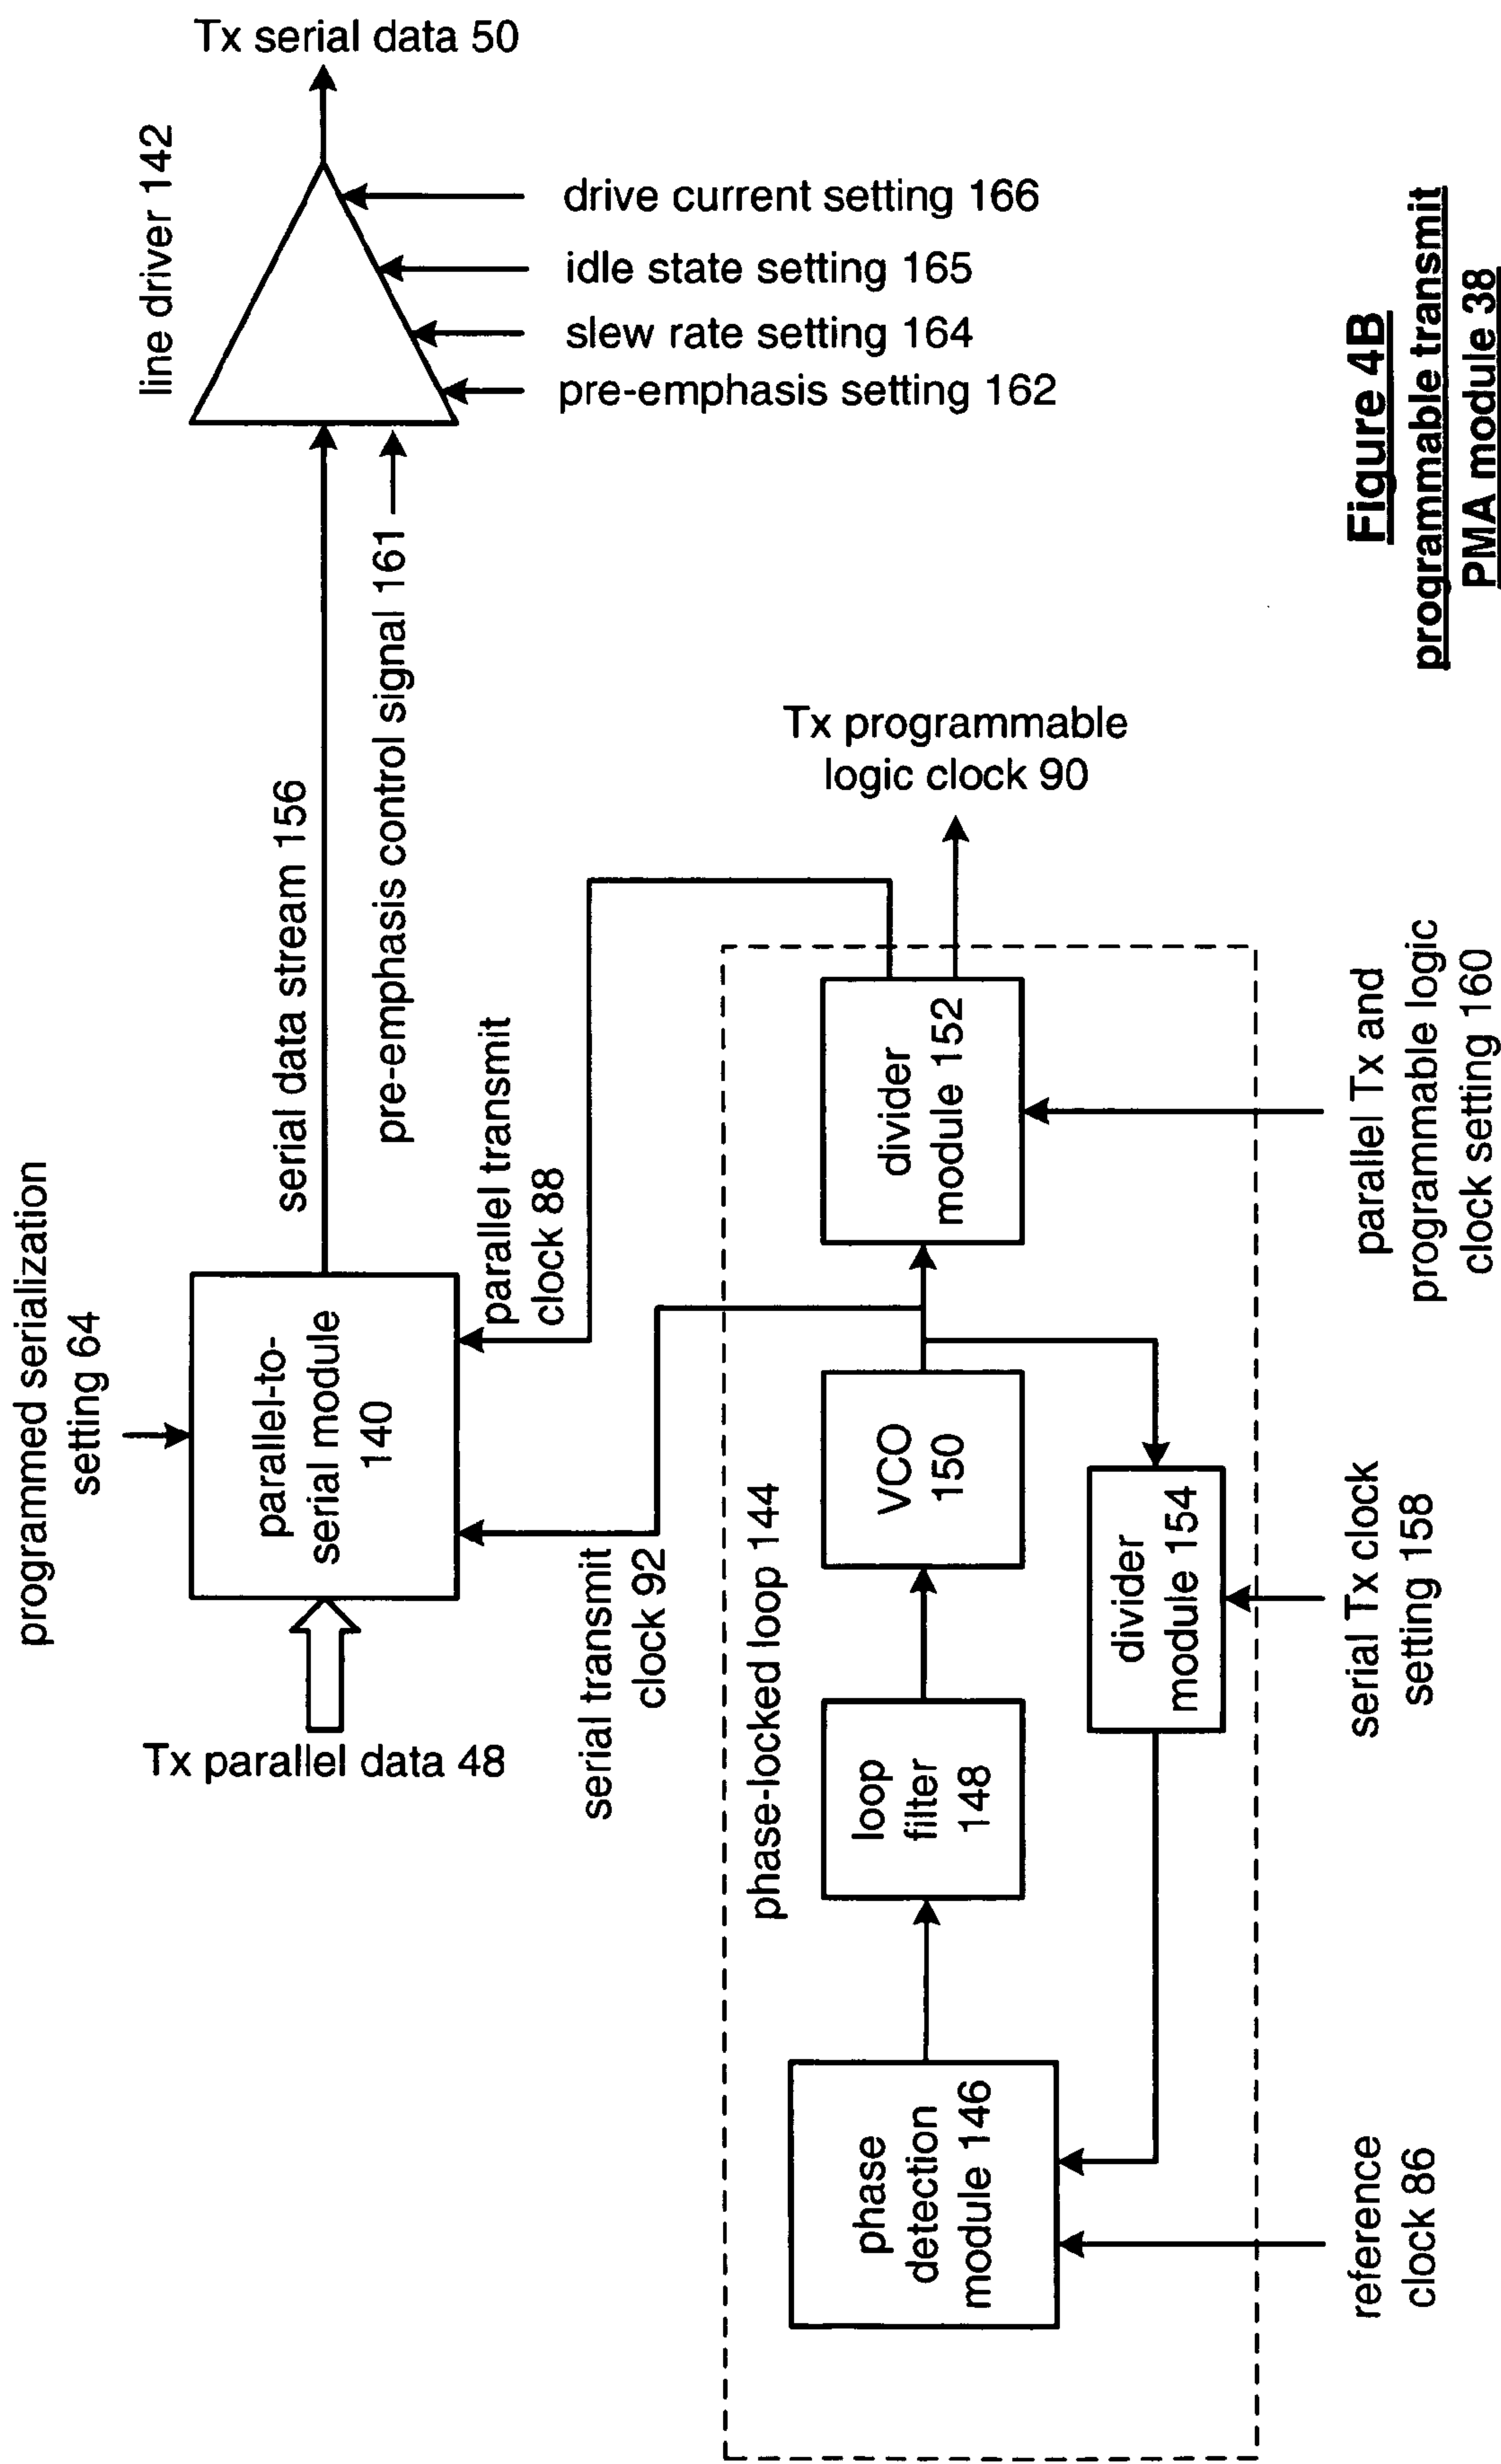 programmed serialization
setting 64
Tx parallel data 48
parallel-to-
serial module
140
serial data stream 156
pre-emphasis control signal 161
line driver 142
Tx serial data 50
drive current setting 166
idle state setting 165
slew rate setting 164
pre-emphasis setting 162
serial transmit
clock 92
parallel transmit
clock 88
phase-locked loop 144
phase
detection
module 146
loop
filter
148
VCO
150
divider
module 152
divider
module 154
Tx programmable
logic clock 90
reference
clock 86
serial Tx clock
setting 158
parallel Tx and
programmable logic
clock setting 160
Figure 4B
programmable transmit
PMA module 38